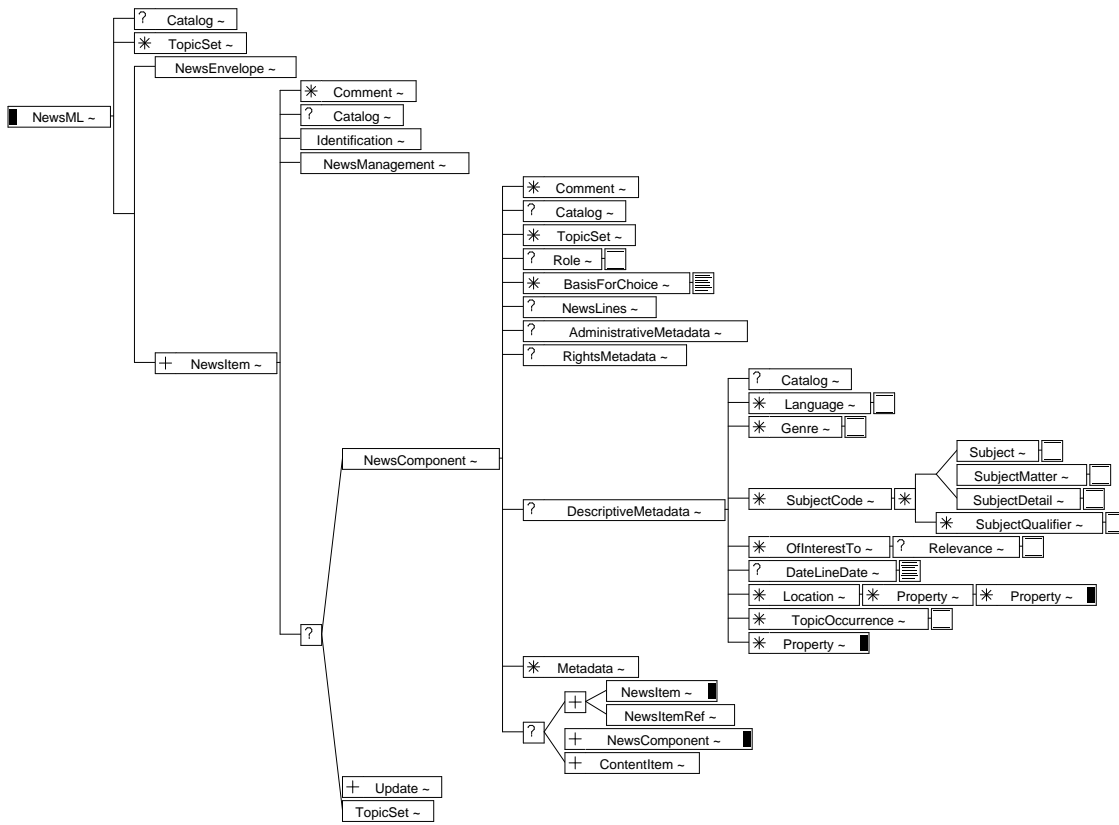 ? Catalog ~
* TopicSet ~
NewsEnvelope ~
NewsML ~
+ NewsItem ~
* Comment ~
? Catalog ~
Identification ~
NewsManagement ~
?
NewsComponent ~
+ Update ~
TopicSet ~
* Comment ~
? Catalog ~
* TopicSet ~
? Role ~
* BasisForChoice ~
? NewsLines ~
? AdministrativeMetadata ~
? RightsMetadata ~
? DescriptiveMetadata ~
* Metadata ~
?
+
NewsItem ~
NewsItemRef ~
+ NewsComponent ~
+ ContentItem ~
? Catalog ~
* Language ~
* Genre ~
* SubjectCode ~ *
Subject ~
SubjectMatter ~
SubjectDetail ~
* SubjectQualifier ~
* OfInterestTo ~ ? Relevance ~
? DateLineDate ~
* Location ~ * Property ~ * Property ~
* TopicOccurrence ~
* Property ~